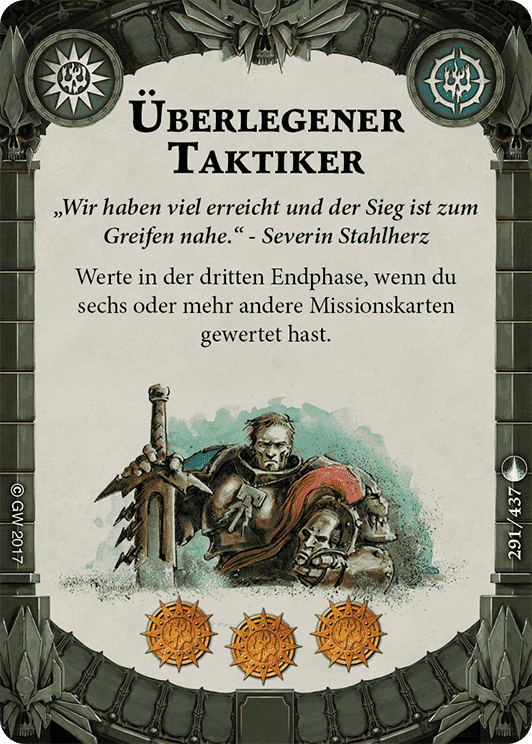 Überlegener
Taktiker
„Wir haben viel erreicht und der Sieg ist zum
Greifen nahe.“ - Severin Stahlherz
Werte in der dritten Endphase, wenn du
sechs oder mehr andere Missionskarten
gewertet hast.
© GW 2017
291/437